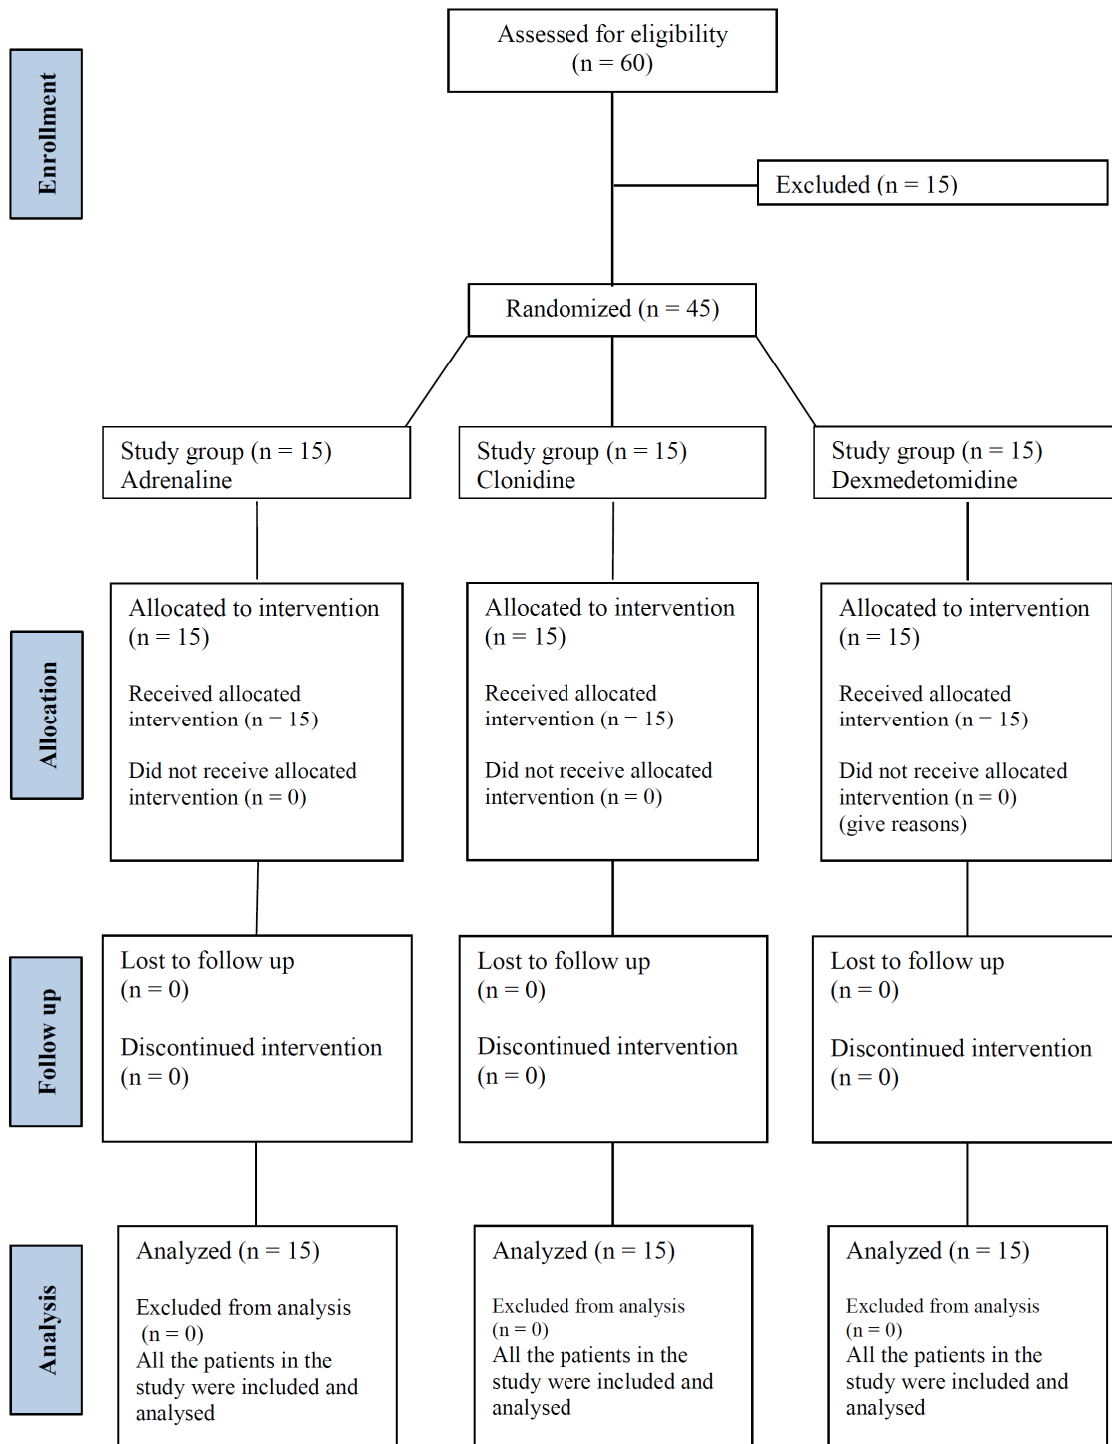 Enrollment
Assessed for eligibility
(n = 60)
Excluded (n = 15)
Randomized (n = 45)
Study group (n = 15)
Adrenaline
Study group (n = 15)
Clonidine
Study group (n = 15)
Dexmedetomidine
Allocation
Allocated to intervention
(n = 15)
Received allocated
intervention (n = 15)
Did not receive allocated
intervention (n = 0)
Allocated to intervention
(n = 15)
Received allocated
intervention (n = 15)
Did not receive allocated
intervention (n = 0)
Allocated to intervention
(n = 15)
Received allocated
intervention (n = 15)
Did not receive allocated
intervention (n = 0)
(give reasons)
Follow up
Lost to follow up
(n = 0)
Discontinued intervention
(n = 0)
Lost to follow up
(n = 0)
Discontinued intervention
(n = 0)
Lost to follow up
(n = 0)
Discontinued intervention
(n = 0)
Analysis
Analyzed (n = 15)
Excluded from analysis
(n = 0)
All the patients in the
study were included and
analysed
Analyzed (n = 15)
Excluded from analysis
(n = 0)
All the patients in the
study were included and
analysed
Analyzed (n = 15)
Excluded from analysis
(n = 0)
All the patients in the
study were included and
analysed